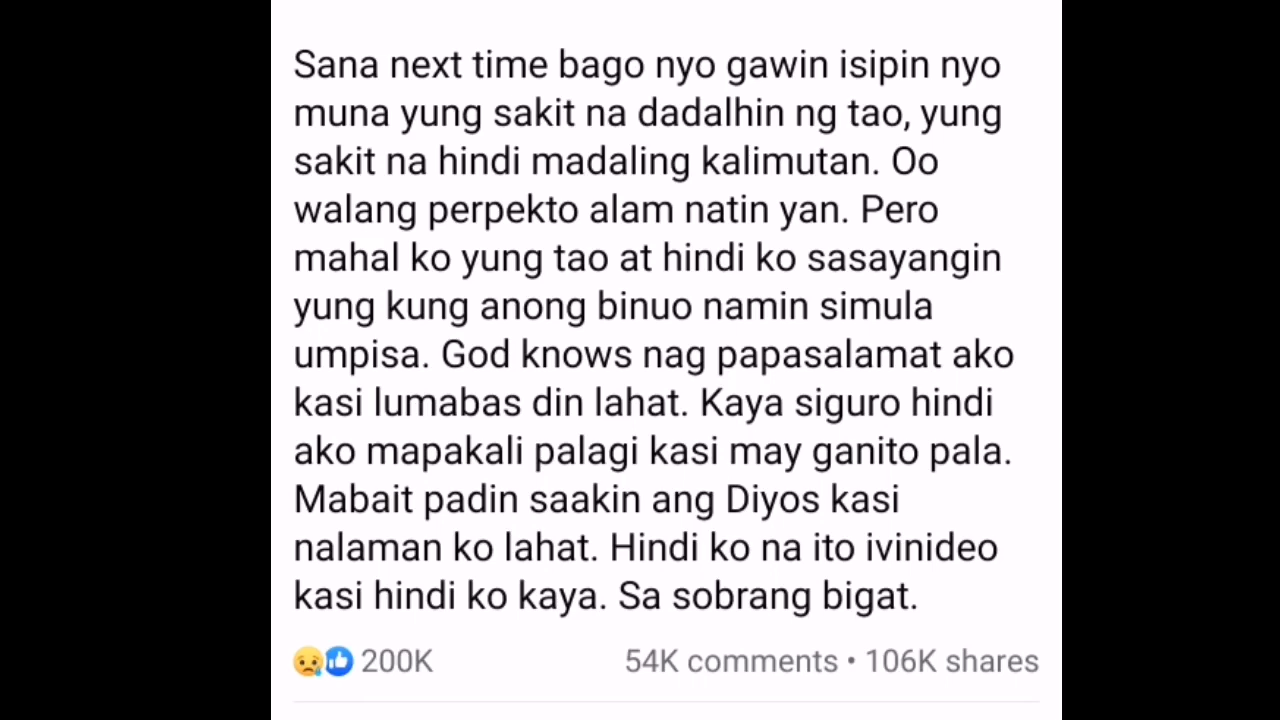 Sana next time bago nyo gawin isipin nyo
muna yung sakit na dadalhin ng tao, yung
sakit na hindi madaling kalimutan. Oo
walang perpekto alam natin yan. Pero
mahal ko yung tao at hindi ko sasayangin
yung kung anong binuo namin simula
umpisa. God knows nag papasalamat ako
kasi lumabas din lahat. Kaya siguro hindi
ako mapakali palagi kasi may ganito pala.
Mabait padin saakin ang Diyos kasi
nalaman ko lahat. Hindi ko na ito ivinideo
kasi hindi ko kaya. Sa sobrang bigat.
200K 54K comments • 106K shares